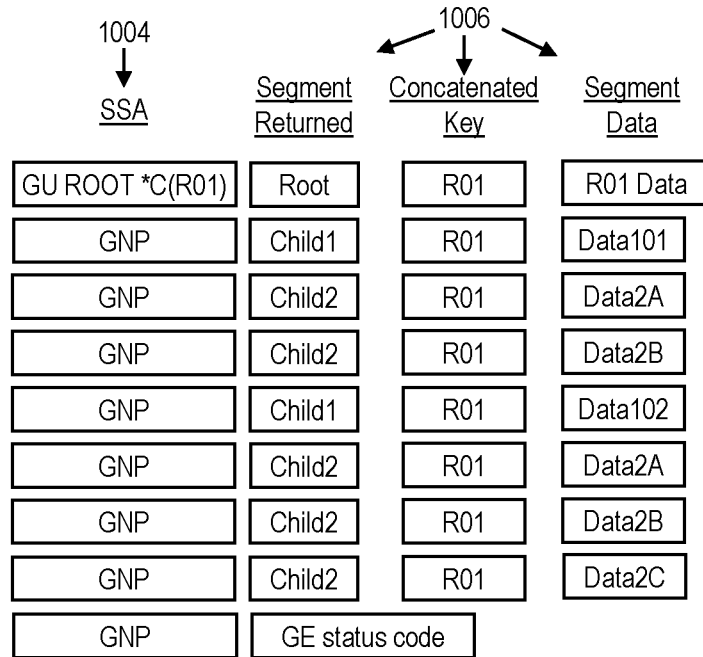 1004
1006
SSA
Segment Returned
Concatenated Key
Segment Data
GU ROOT *C(R01) Root R01 R01 Data
GNP Child1 R01 Data101
GNP Child2 R01 Data2A
GNP Child2 R01 Data2B
GNP Child1 R01 Data102
GNP Child2 R01 Data2A
GNP Child2 R01 Data2B
GNP Child2 R01 Data2C
GNP GE status code